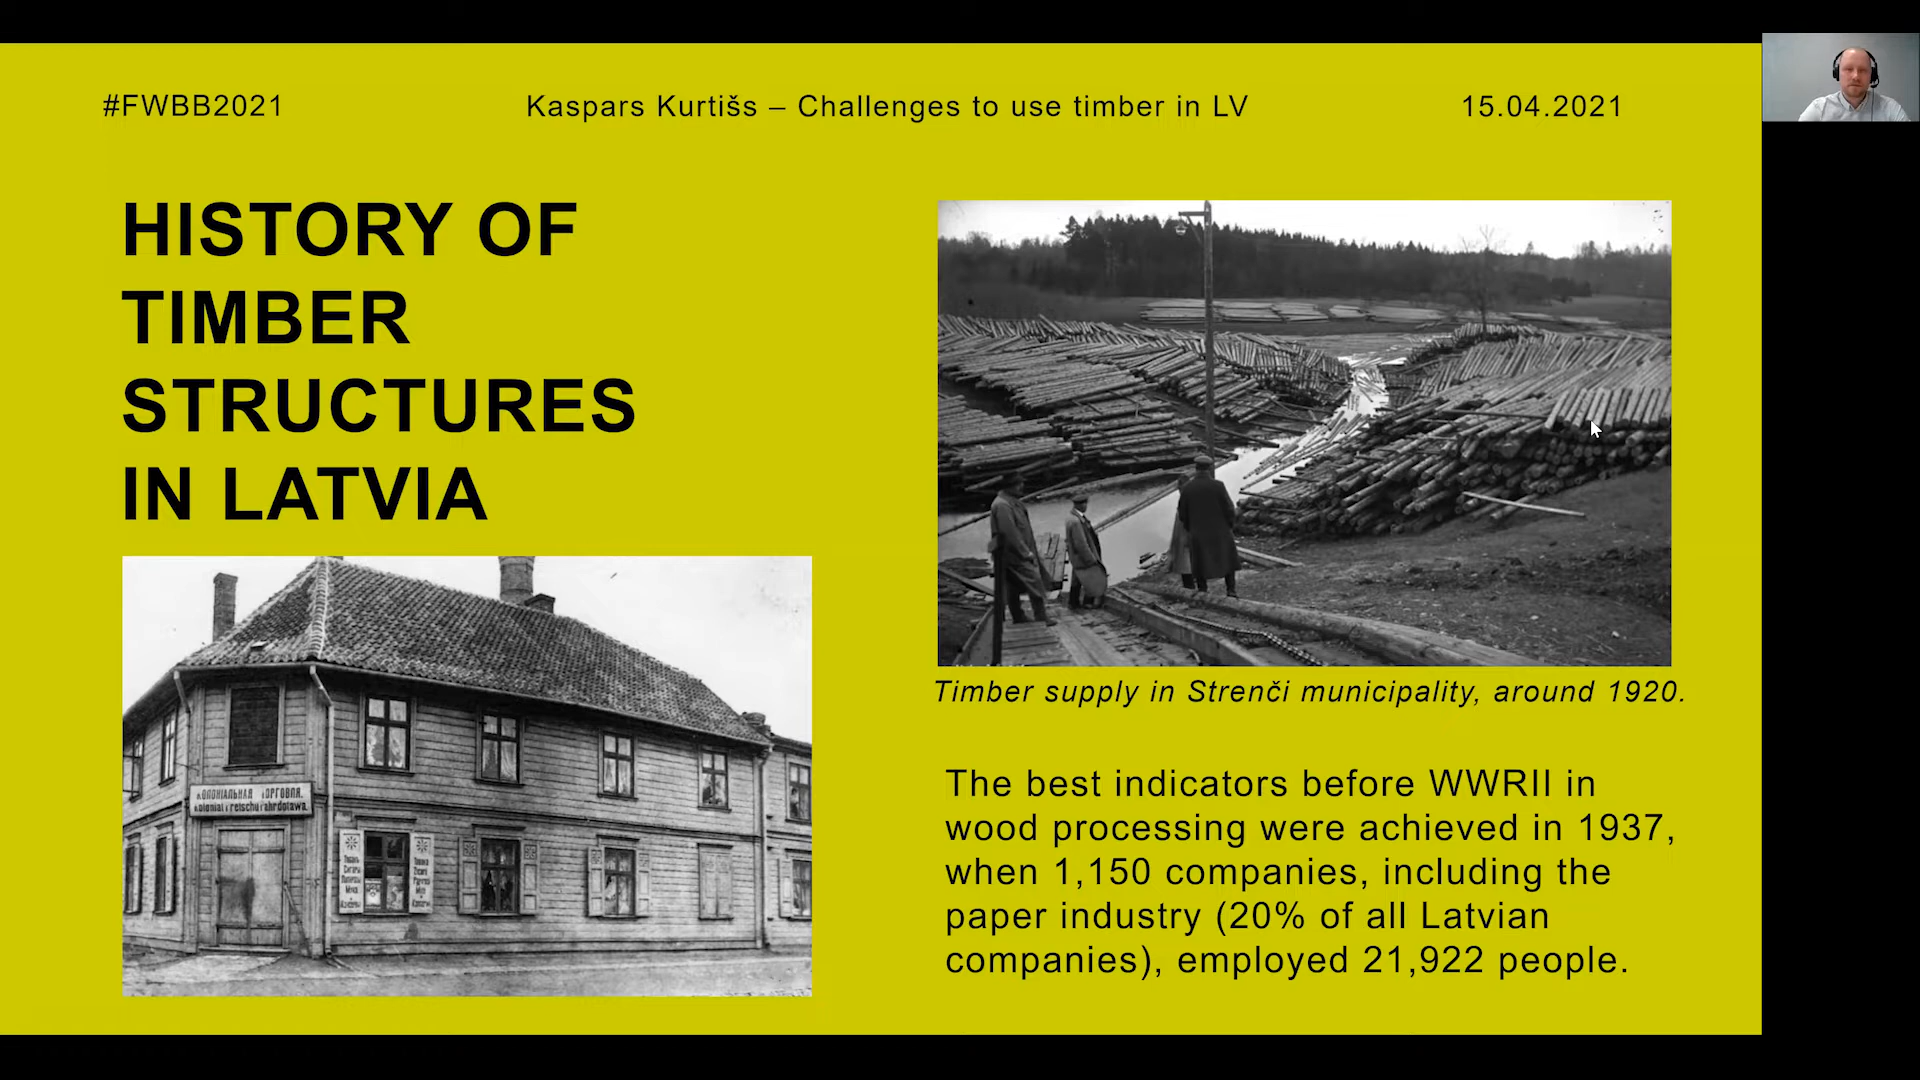 #FWBB2021
Kaspars Kurtišs – Challenges to use timber in LV
15.04.2021
HISTORY OF
TIMBER
STRUCTURES
IN LATVIA
Timber supply in Strenči municipality, around 1920.
The best indicators before WWRII in
wood processing were achieved in 1937,
when 1,150 companies, including the
paper industry (20% of all Latvian
companies), employed 21,922 people.